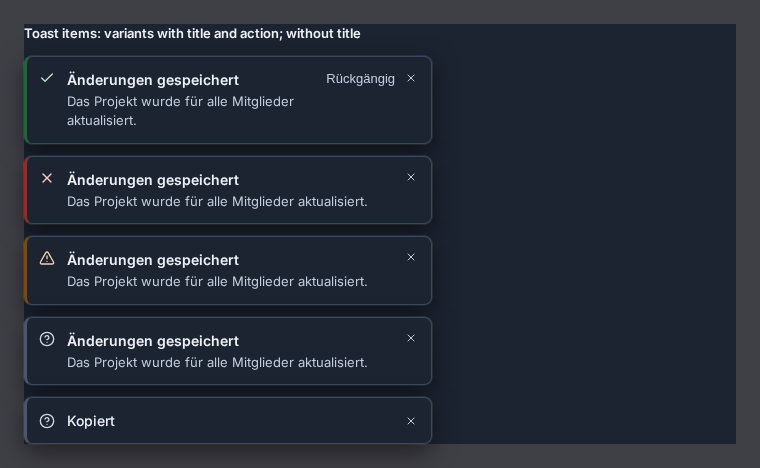 Toast items: variants with title and action; without title
Änderungen gespeichert
Rückgängig
Das Projekt wurde für alle Mitglieder
aktualisiert.
Änderungen gespeichert
Das Projekt wurde für alle Mitglieder aktualisiert.
Änderungen gespeichert
Das Projekt wurde für alle Mitglieder aktualisiert.
Änderungen gespeichert
Das Projekt wurde für alle Mitglieder aktualisiert.
Kopiert